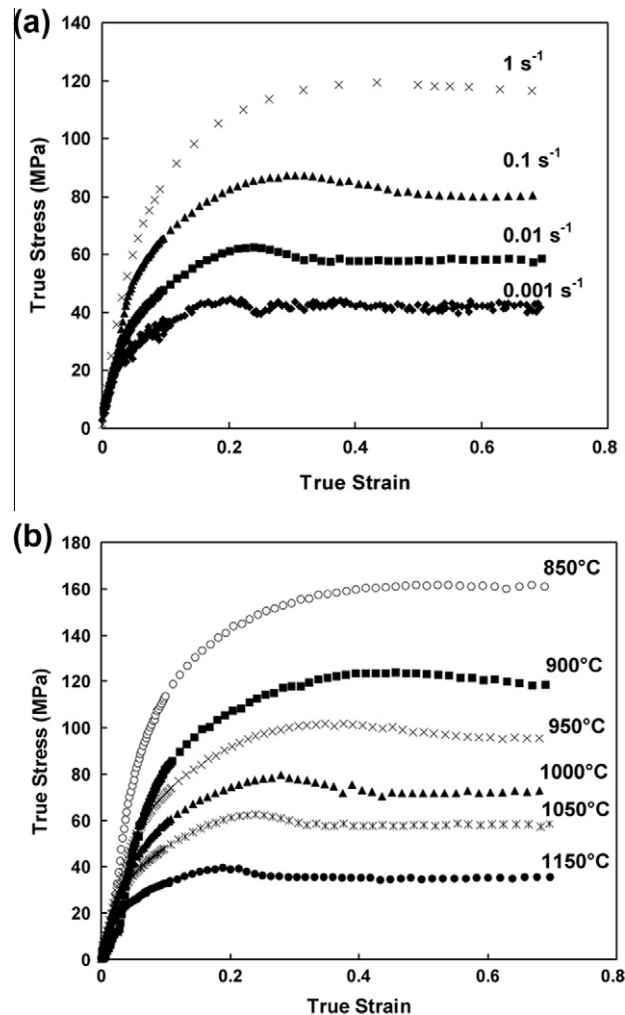 (a)
140
120
100
80
60
40
20
0
True Stress (MPa)
1 s⁻¹
0.1 s⁻¹
0.01 s⁻¹
0.001 s⁻¹
0 0.2 0.4 0.6 0.8
True Strain
(b)
180
160
140
120
100
80
60
40
20
0
True Stress (MPa)
850°C
900°C
950°C
1000°C
1050°C
1150°C
0 0.2 0.4 0.6 0.8
True Strain